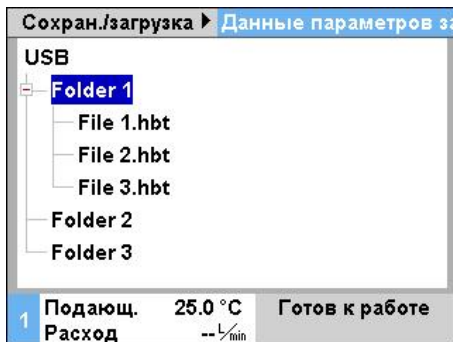 Сохран./загрузка ▶ Данные параметров
USB
Folder 1
File 1.hbt
File 2.hbt
File 3.hbt
Folder 2
Folder 3
1 Подающ. 25.0 °C Готов к работе
Расход -- L/min